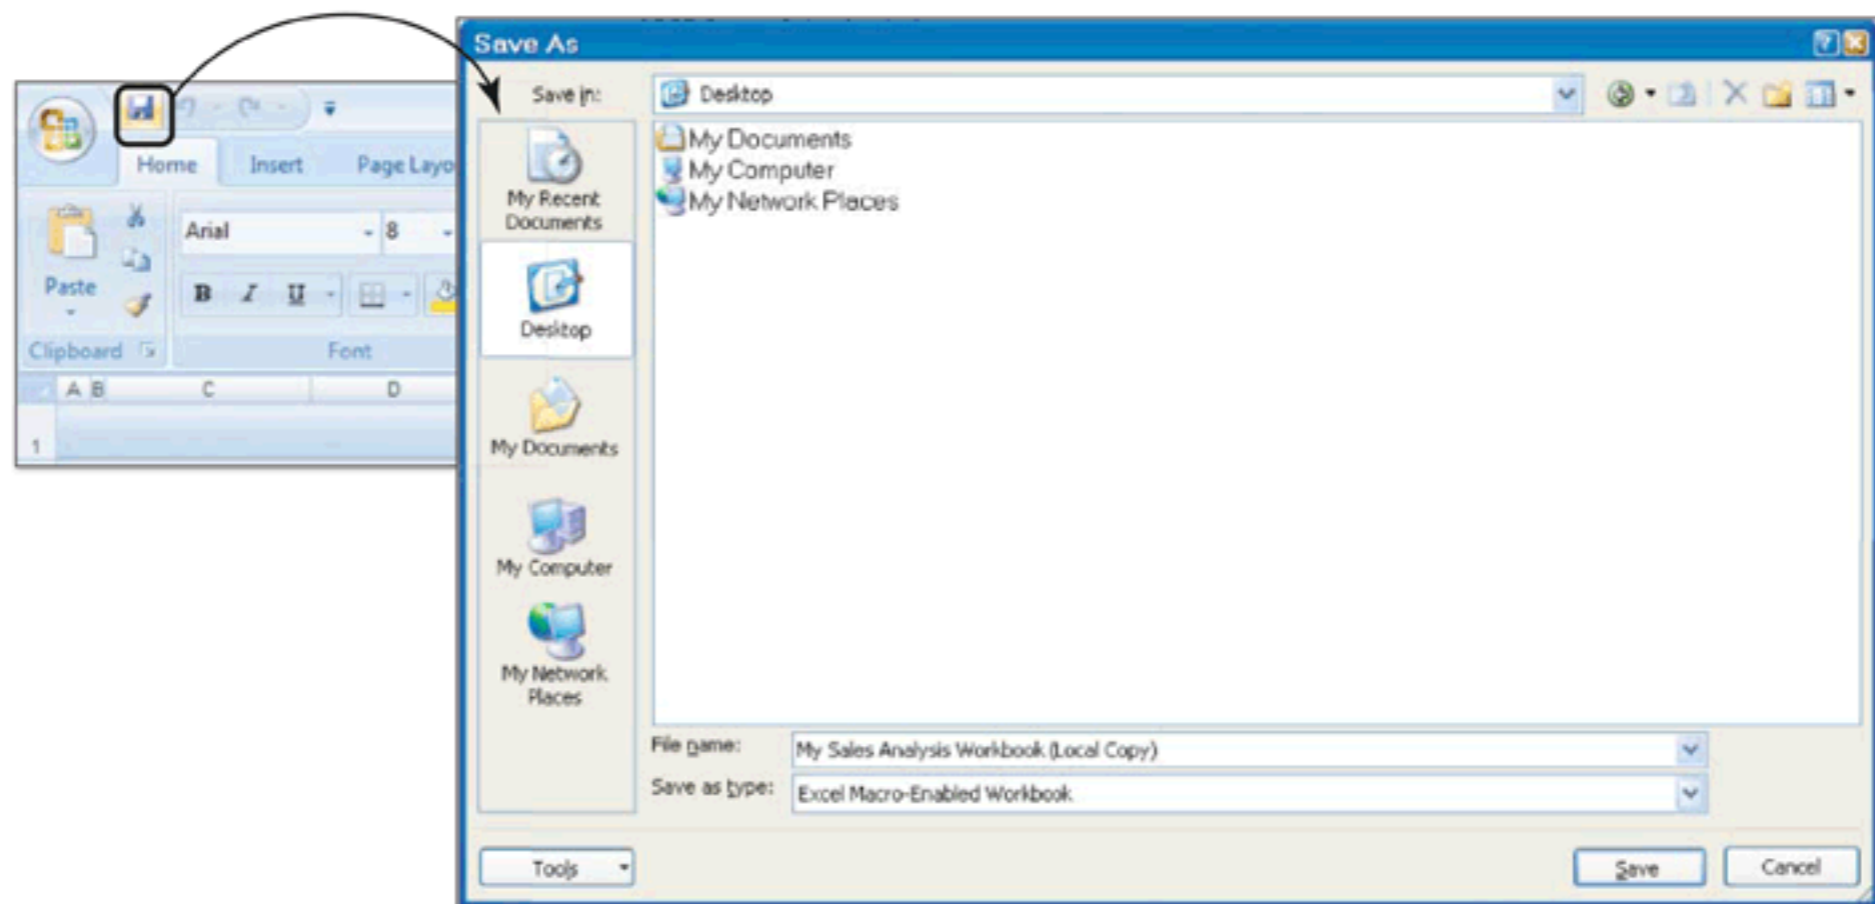 Home Insert Page Layo
Arial 8
Paste
B I U
Clipboard Font
A B C D
1
Save As
Save in: Desktop
My Recent
Documents
Desktop
My Documents
My Computer
My Network
Places
My Documents
My Computer
My Network Places
File name: My Sales Analysis Workbook (Local Copy)
Save as type: Excel Macro-Enabled Workbook
Tools Save Cancel